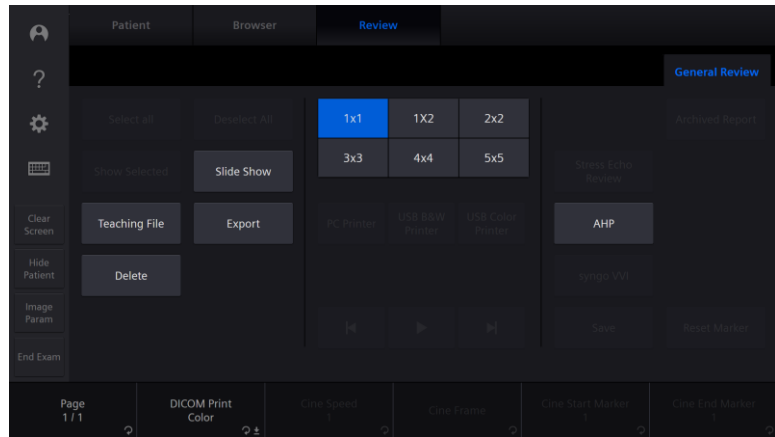 Patient
Browser
Review
?
General Review
Select all
Deselect All
1x1
1X2
2x2
Archived Report
Show Selected
Slide Show
3x3
4x4
5x5
Stress Echo
Review
Clear
Screen
Teaching File
Export
PC Printer
USB B&W
Printer
USB Color
Printer
AHP
Hide
Patient
Delete
syngo VVI
Image
Param
Save
Reset Marker
End Exam
Page
1 / 1
DICOM Print
Color
Cine Speed
1
Cine Frame
Cine Start Marker
1
Cine End Marker
1